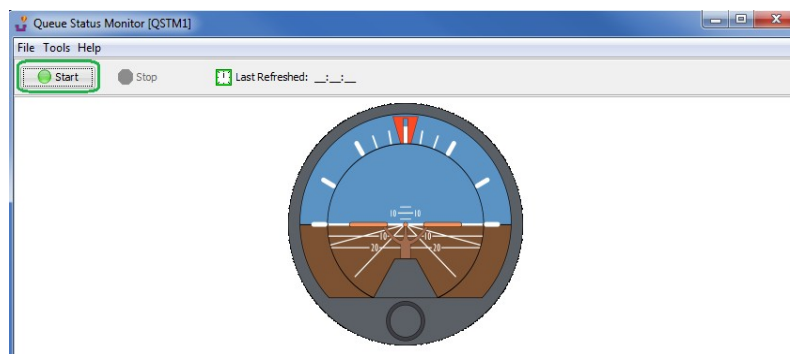 Queue Status Monitor [QSTM1]
File Tools Help
Start Stop Last Refreshed: __:__:__
10 10
10 10
20 20